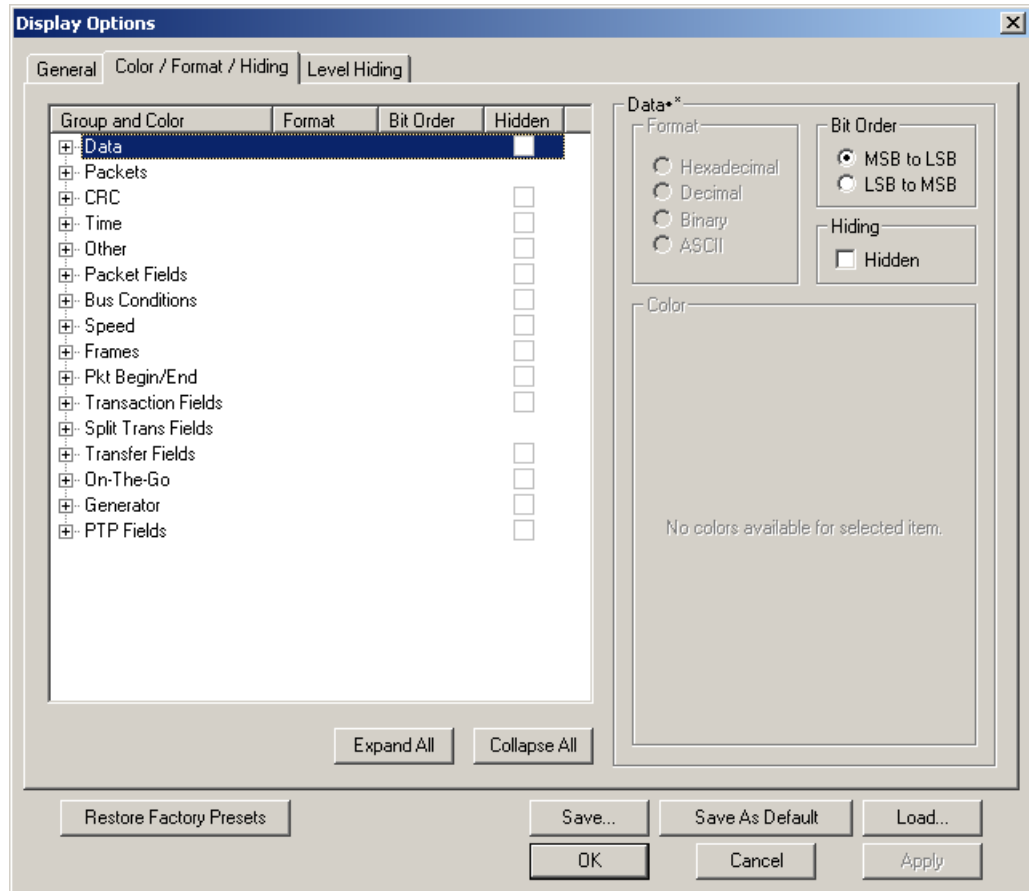 Display Options
General Color / Format / Hiding Level Hiding
Group and Color Format Bit Order Hidden
Data
Packets
CRC
Time
Other
Packet Fields
Bus Conditions
Speed
Frames
Pkt Begin/End
Transaction Fields
Split Trans Fields
Transfer Fields
On-The-Go
Generator
PTP Fields
Expand All Collapse All
Data•*
Format
Hexadecimal
Decimal
Binary
ASCII
Bit Order
MSB to LSB
LSB to MSB
Hiding
Hidden
Color
No colors available for selected item.
Restore Factory Presets Save... Save As Default Load...
OK Cancel Apply